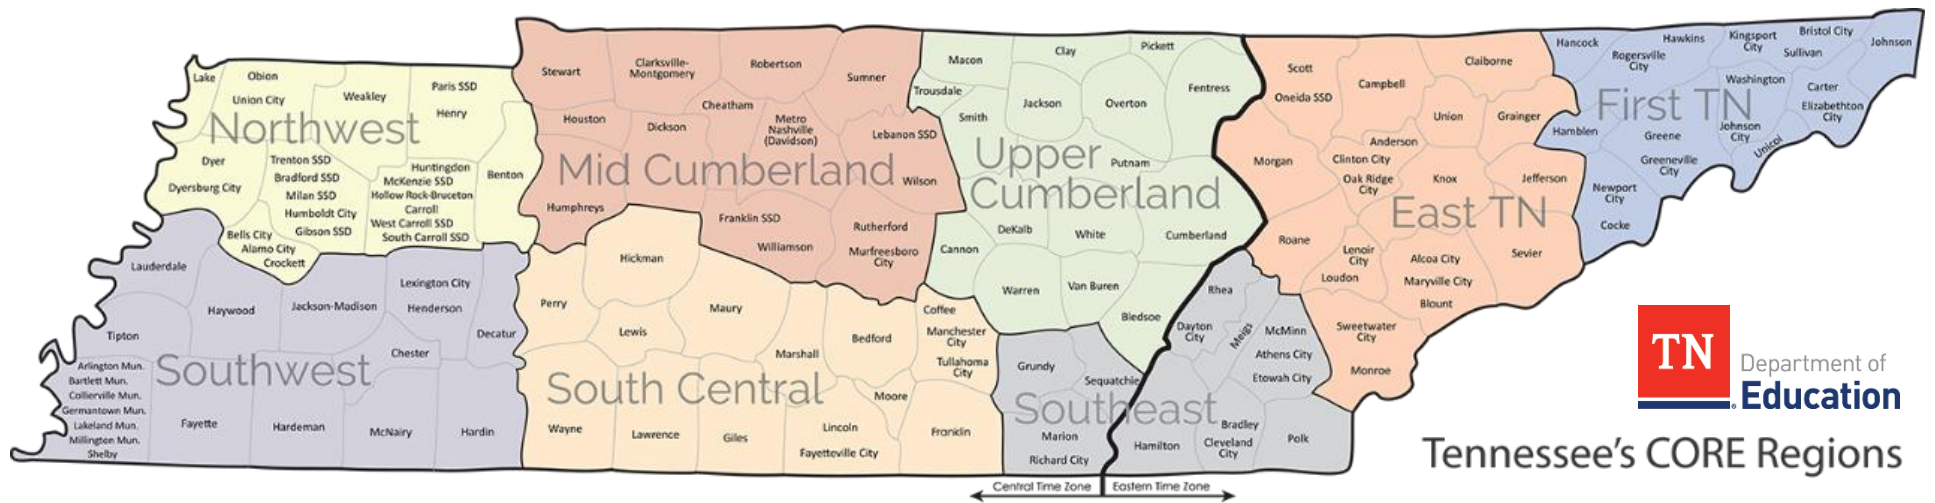 Northwest
Lake
Obion
Union City
Weakley
Paris SSD
Henry
Dyer
Dyersburg City
Trenton SSD
Bradford SSD
Milan SSD
Humboldt City
Gibson SSD
Huntingdon
McKenzie SSD
Hollow Rock-Bruceton
Carroll
West Carroll SSD
South Carroll SSD
Benton
Bells City
Alamo City
Crockett
Southwest
Lauderdale
Haywood
Jackson-Madison
Lexington City
Henderson
Decatur
Tipton
Chester
Arlington Mun.
Bartlett Mun.
Collierville Mun.
Germantown Mun.
Lakeland Mun.
Millington Mun.
Shelby
Fayette
Hardeman
McNairy
Hardin
Mid Cumberland
Stewart
Clarksville-
Montgomery
Robertson
Sumner
Houston
Dickson
Cheatham
Metro
Nashville
(Davidson)
Lebanon SSD
Wilson
Humphreys
Franklin SSD
Williamson
Rutherford
Murfreesboro
City
South Central
Hickman
Perry
Lewis
Maury
Marshall
Bedford
Coffee
Manchester
City
Tullahoma
City
Moore
Wayne
Lawrence
Giles
Lincoln
Fayetteville City
Franklin
Upper
Cumberland
Macon
Clay
Pickett
Trousdale
Smith
Jackson
Overton
Fentress
Putnam
DeKalb
White
Cumberland
Cannon
Warren
Van Buren
Bledsoe
Southeast
Grundy
Sequatchie
Marion
Richard City
Rhea
Dayton
City
Meigs
McMinn
Athens City
Etowah City
Hamilton
Bradley
Cleveland
City
Polk
East TN
Scott
Oneida SSD
Campbell
Claiborne
Union
Grainger
Morgan
Anderson
Clinton City
Oak Ridge
City
Knox
Jefferson
Roane
Lenoir
City
Loudon
Alcoa City
Maryville City
Blount
Sevier
Sweetwater
City
Monroe
First TN
Hancock
Hawkins
Rogersville
City
Kingsport
City
Bristol City
Sullivan
Johnson
Washington
Carter
Elizabethton
City
Hamblen
Greene
Johnson
City
Unicoi
Greeneville
City
Newport
City
Cocke
Central Time Zone
Eastern Time Zone
TN
Department of
Education
Tennessee's CORE Regions